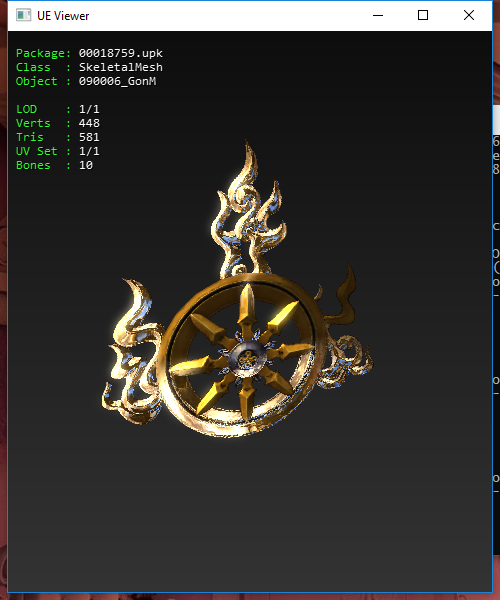 UE Viewer
Package: 00018759.upk
Class : SkeletalMesh
Object : 090006_GonM
LOD : 1/1
Verts : 448
Tris : 581
UV Set : 1/1
Bones : 10